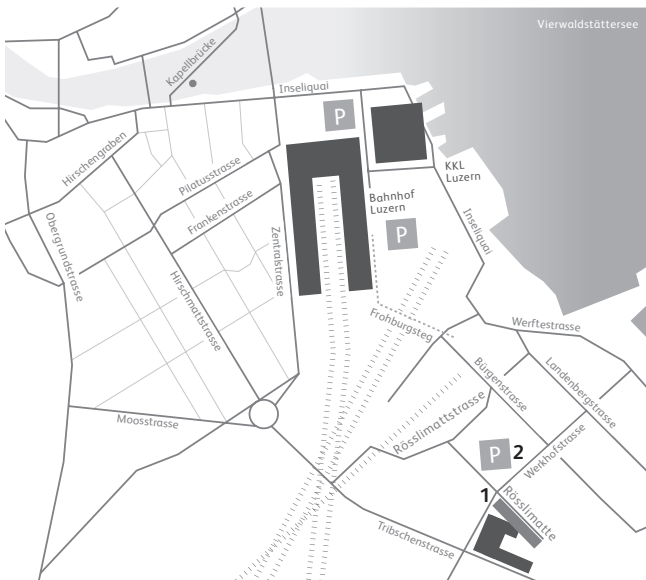 Vierwaldstättersee
Kapellbrücke
Inseliquai
P
Hirschengraben
Pilatusstrasse
KKL
Luzern
Bahnhof
Luzern
Frankenstrasse
Obergrundstrasse
Zentralstrasse
P
Inseliquai
Hirschmattstrasse
Frohburgsteg
Werftestrasse
Bürgenstrasse
Landenbergstrasse
Moosstrasse
Rösslimattstrasse
P 2
Werkhofstrasse
1
Rösslimatte
Tribschenstrasse